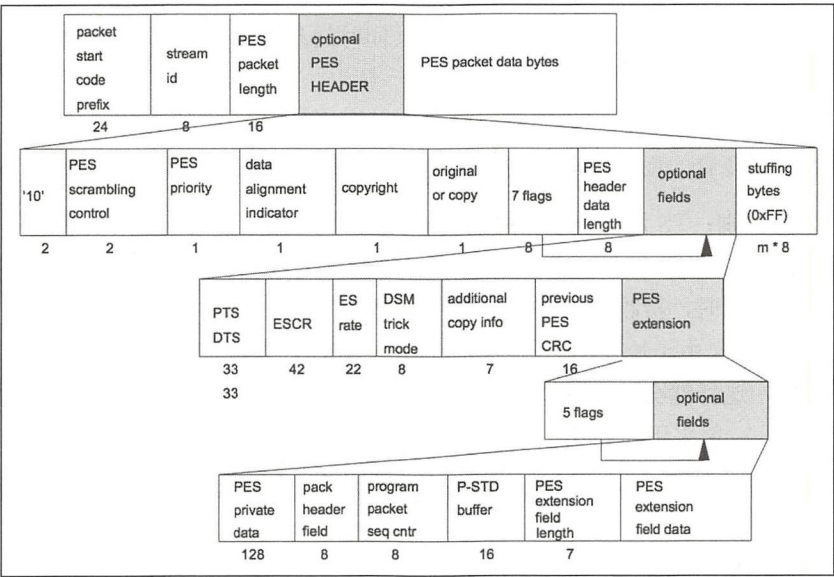 packet
start
code
prefix
stream
id
PES
packet
length
optional
PES
HEADER
PES packet data bytes
24
8
16
'10'
PES
scrambling
control
PES
priority
data
alignment
indicator
copyright
original
or copy
7 flags
PES
header
data
length
optional
fields
stuffing
bytes
(0xFF)
2
2
1
1
1
1
8
8
m * 8
PTS
DTS
ESCR
ES
rate
DSM
trick
mode
additional
copy info
previous
PES
CRC
PES
extension
33
33
42
22
8
7
16
5 flags
optional
fields
PES
private
data
pack
header
field
program
packet
seq cntr
P-STD
buffer
PES
extension
field
length
PES
extension
field data
128
8
8
16
7